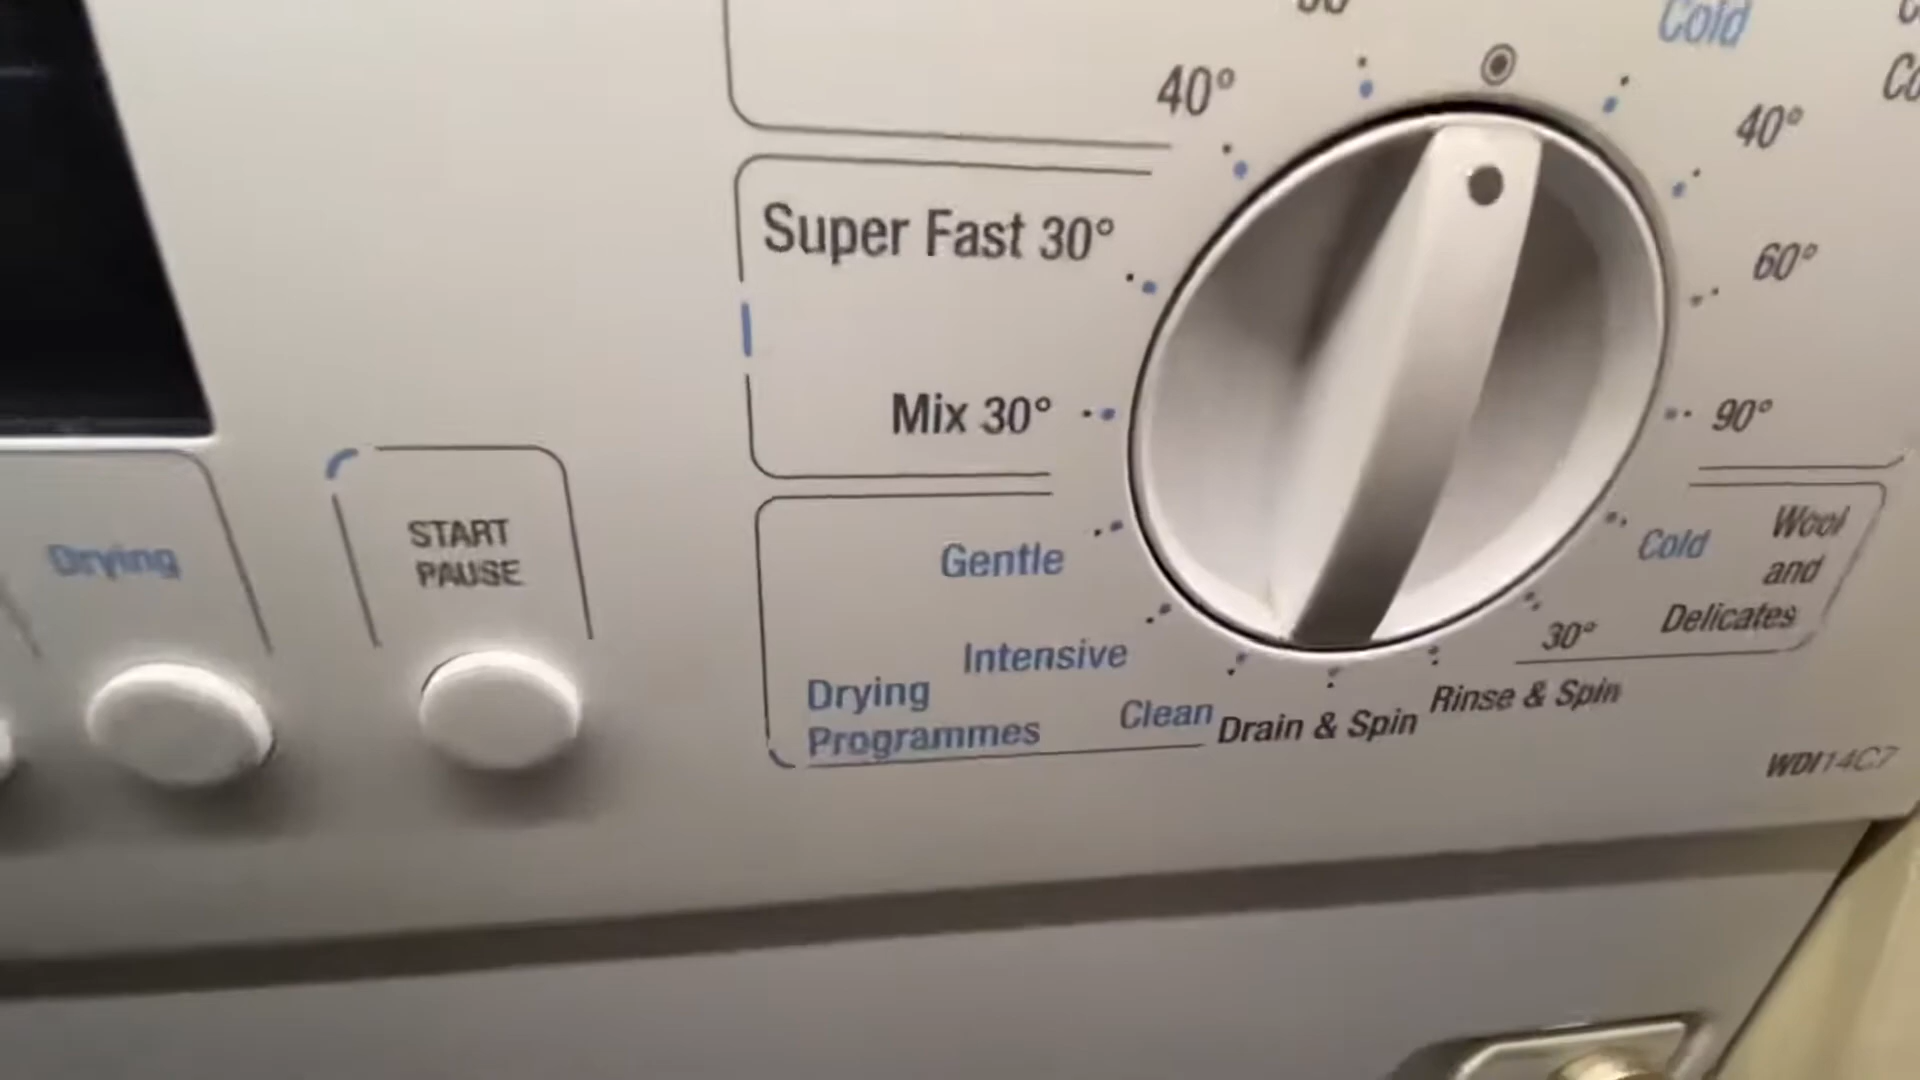 Cold
40°
40°
Super Fast 30°
60°
Mix 30°
90°
START
PAUSE
Drying
Gentle
Intensive
Drying
Programmes
Clean
Drain & Spin
Rinse & Spin
30°
Cold
Wool
and
Delicates
WDI14C7